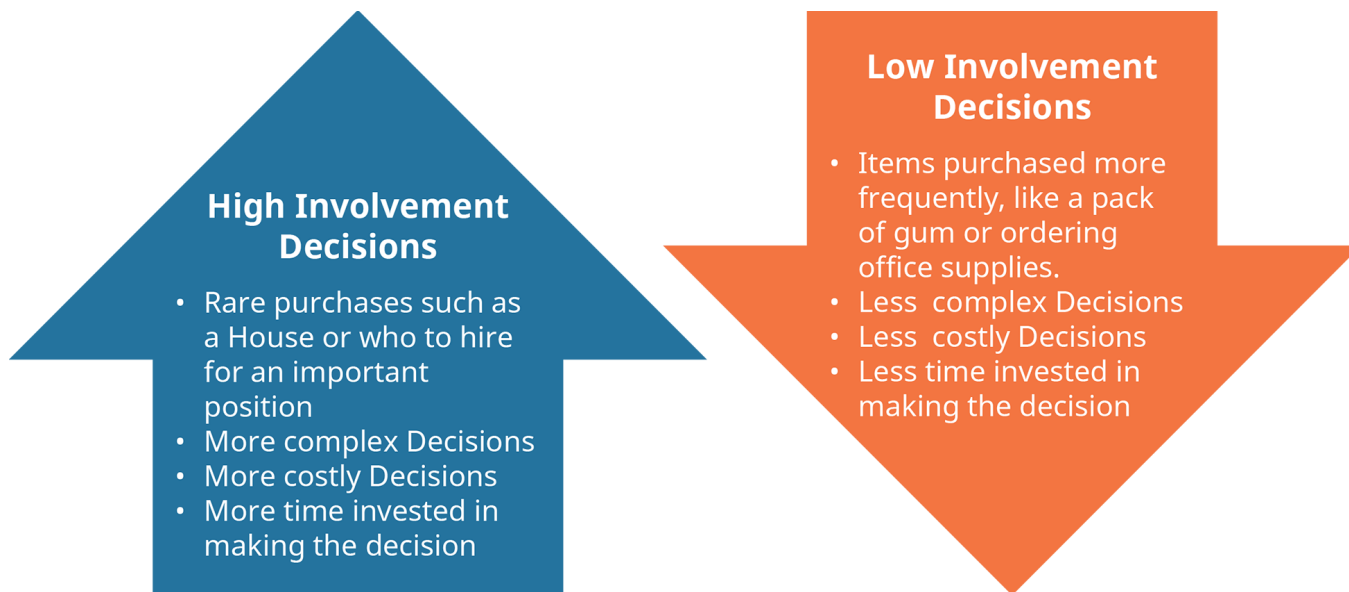 High Involvement
Decisions
• Rare purchases such as
a House or who to hire
for an important
position
• More complex Decisions
• More costly Decisions
• More time invested in
making the decision
Low Involvement
Decisions
• Items purchased more
frequently, like a pack
of gum or ordering
office supplies.
• Less  complex Decisions
• Less  costly Decisions
• Less time invested in
making the decision